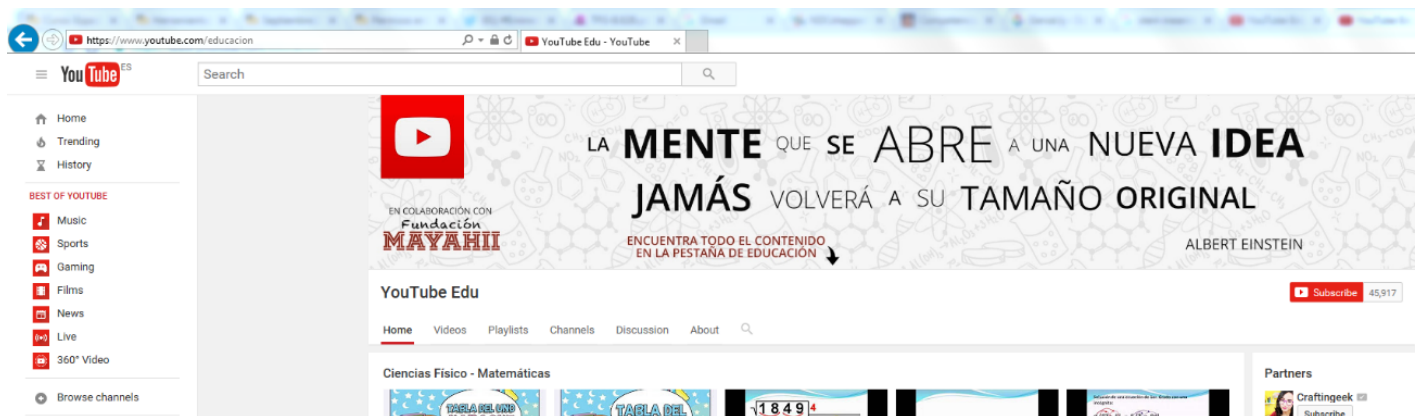 https://www.youtube.com/educacion
YouTube Edu - YouTube
YouTube ES
Search
Home
Trending
History
BEST OF YOUTUBE
Music
Sports
Gaming
Films
News
Live
360° Video
Browse channels
LA MENTE QUE SE ABRE A UNA NUEVA IDEA
JAMÁS VOLVERÁ A SU TAMAÑO ORIGINAL
ALBERT EINSTEIN
EN COLABORACIÓN CON
Fundación
MAYAHII
ENCUENTRA TODO EL CONTENIDO
EN LA PESTAÑA DE EDUCACIÓN
YouTube Edu
Subscribe 45,917
Home Videos Playlists Channels Discussion About
Ciencias Físico - Matemáticas
TABLA DEL UNO
TABLA DEL
1849 4
Partners
Craftingeek
Subscribe